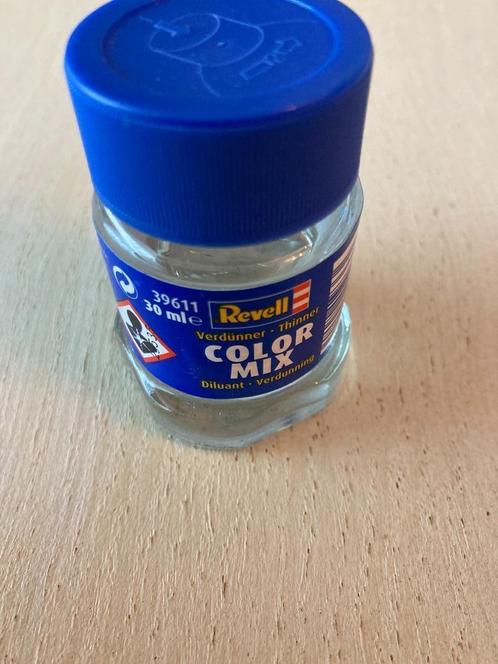 39611
30 ml e
Revell
Verdünner · Thinner
COLOR
MIX
Diluant · Verdunning